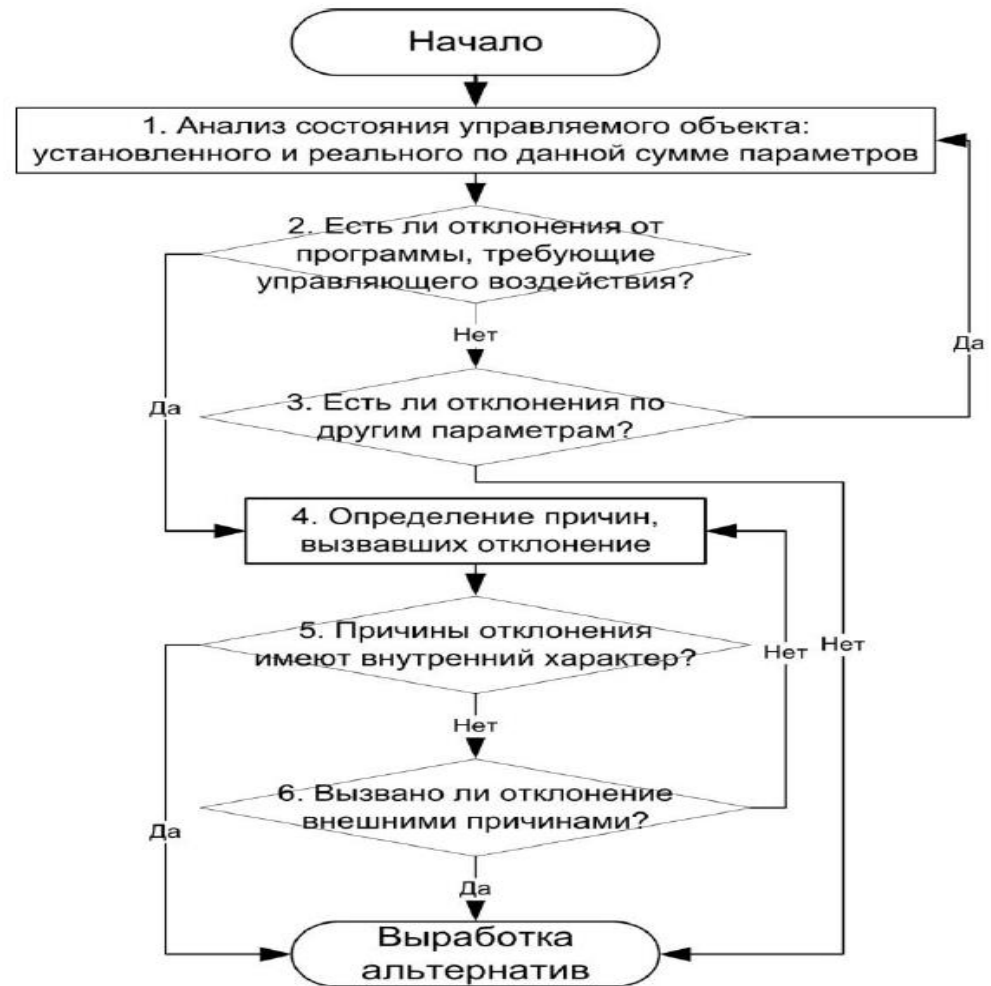 Начало
1. Анализ состояния управляемого объекта:
установленного и реального по данной сумме параметров
2. Есть ли отклонения от
программы, требующие
управляющего воздействия?
Нет
Да
3. Есть ли отклонения по
другим параметрам?
Да
4. Определение причин,
вызвавших отклонение
5. Причины отклонения
имеют внутренний характер?
Нет
Нет
Нет
6. Вызвано ли отклонение
внешними причинами?
Да
Да
Выработка
альтернатив